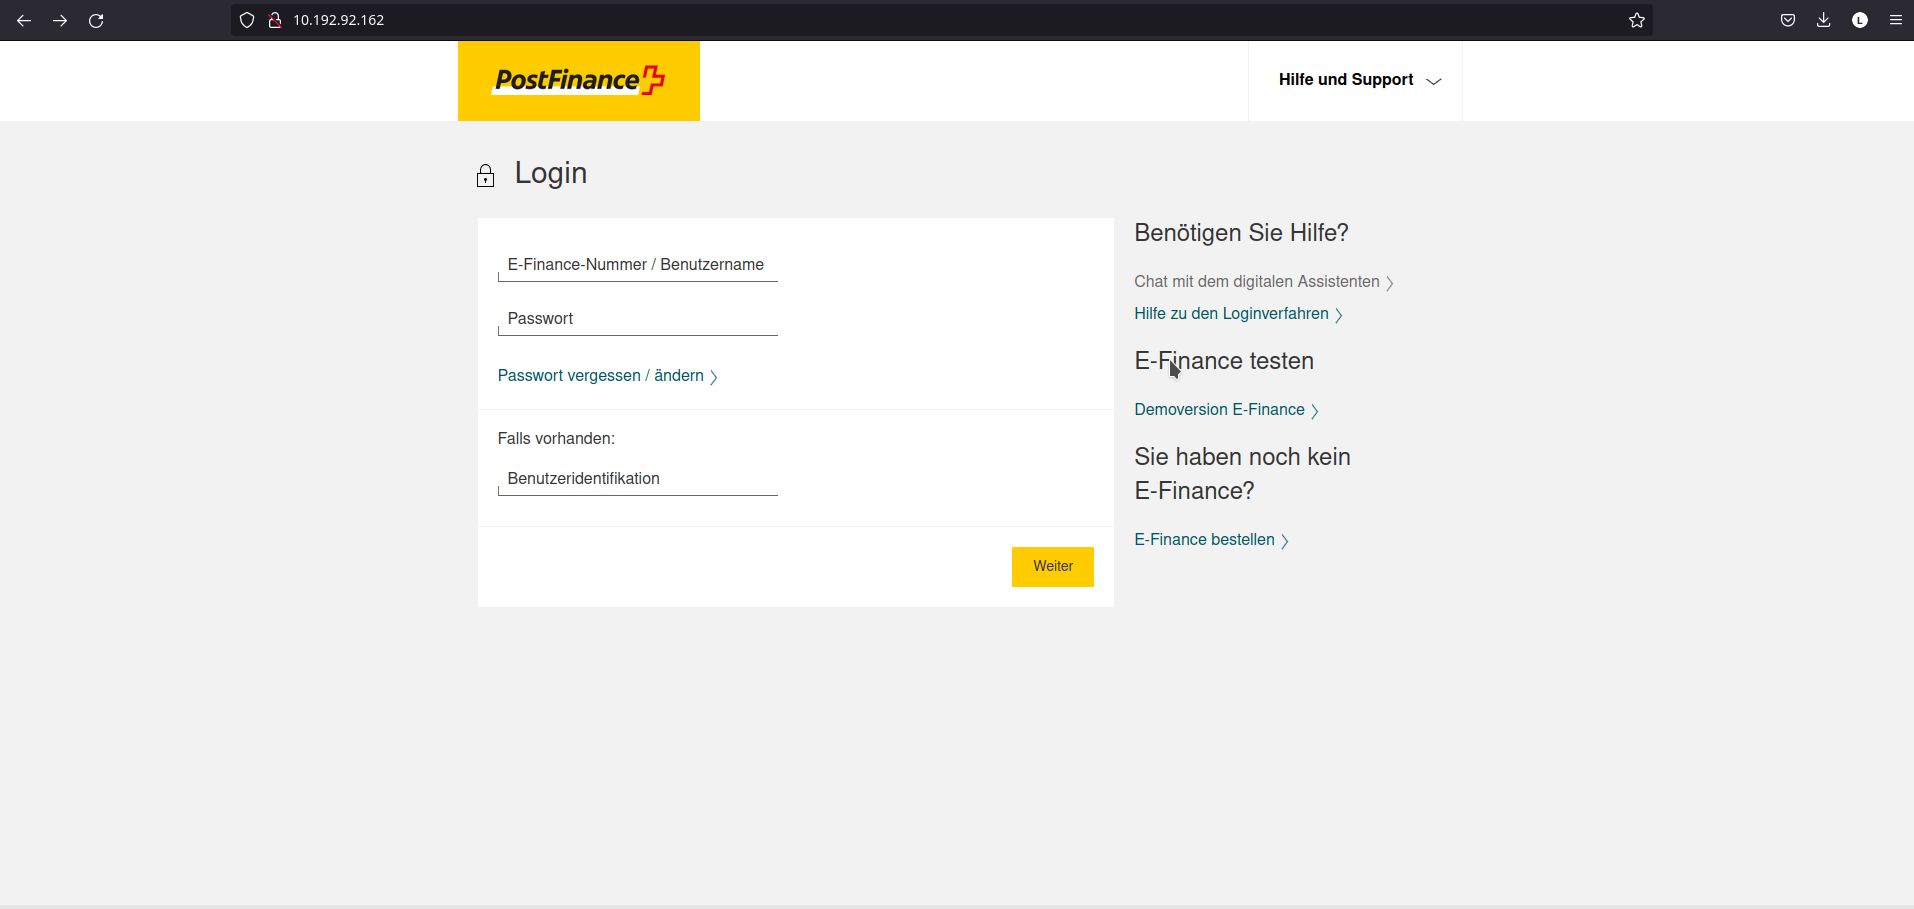 10.192.92.162
L
PostFinance
Hilfe und Support
Login
E-Finance-Nummer / Benutzername
Passwort
Passwort vergessen / ändern
Falls vorhanden:
Benutzeridentifikation
Weiter
Benötigen Sie Hilfe?
Chat mit dem digitalen Assistenten
Hilfe zu den Loginverfahren
E-Finance testen
Demoversion E-Finance
Sie haben noch kein
E-Finance?
E-Finance bestellen